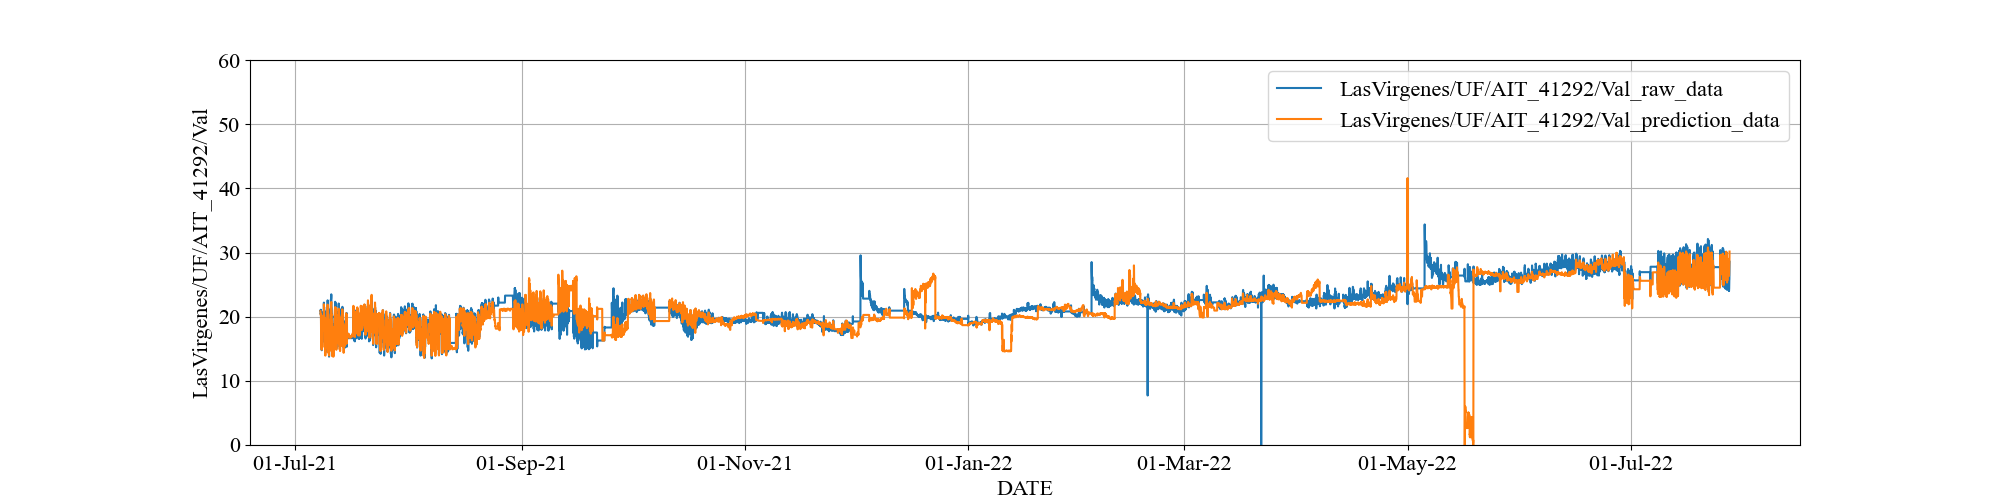 60
50
40
30
20
10
0
LasVirgenes/UF/AIT_41292/Val
LasVirgenes/UF/AIT_41292/Val_raw_data
LasVirgenes/UF/AIT_41292/Val_prediction_data
01-Jul-21
01-Sep-21
01-Nov-21
01-Jan-22
01-Mar-22
01-May-22
01-Jul-22
DATE